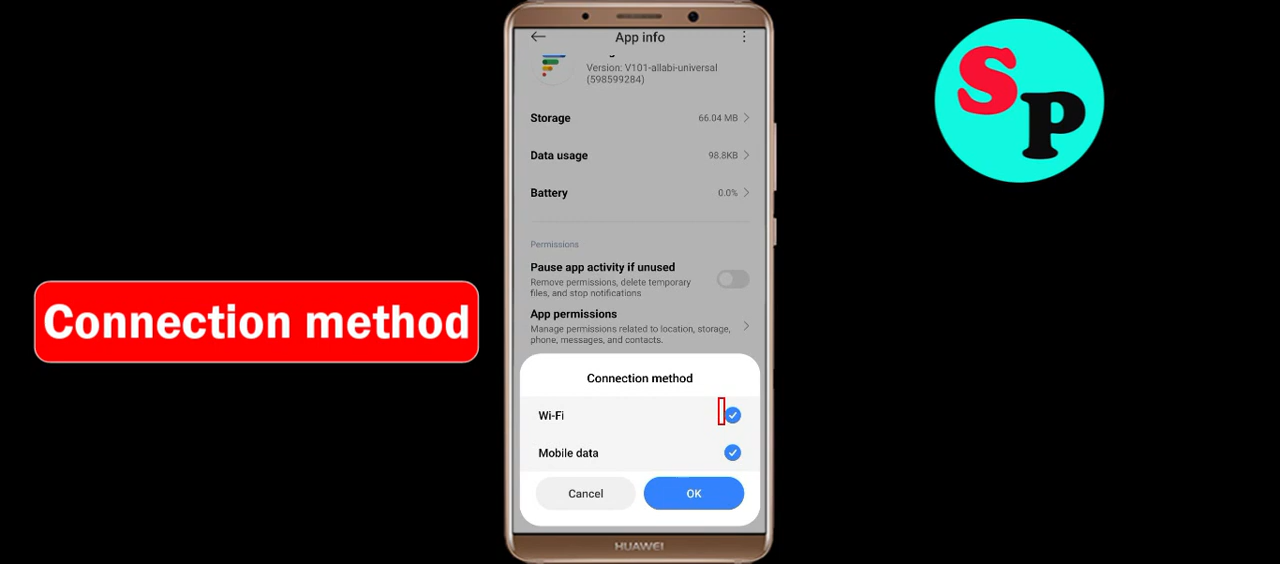 App info
Version: V101-allabi-universal
(598599284)
Storage 66.04 MB
Data usage 98.8KB
Battery 0.0%
Permissions
Pause app activity if unused
Remove permissions, delete temporary
files, and stop notifications
App permissions
Manage permissions related to location, storage,
phone, messages, and contacts.
Connection method
Wi-Fi
Mobile data
Cancel OK
HUAWEI
Connection method
SP